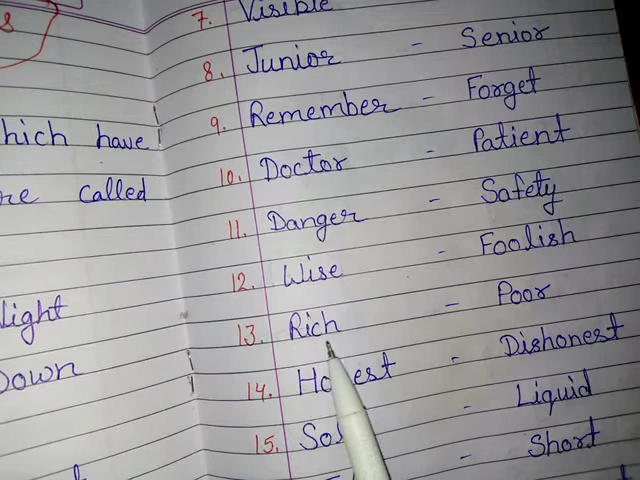 7. Visible
8. Junior - Senior
9. Remember - Forget
10. Doctor - Patient
11. Danger - Safety
12. Wise - Foolish
13. Rich - Poor
14. Honest - Dishonest
15. - Liquid
- Short
hich have
re called
light
Down